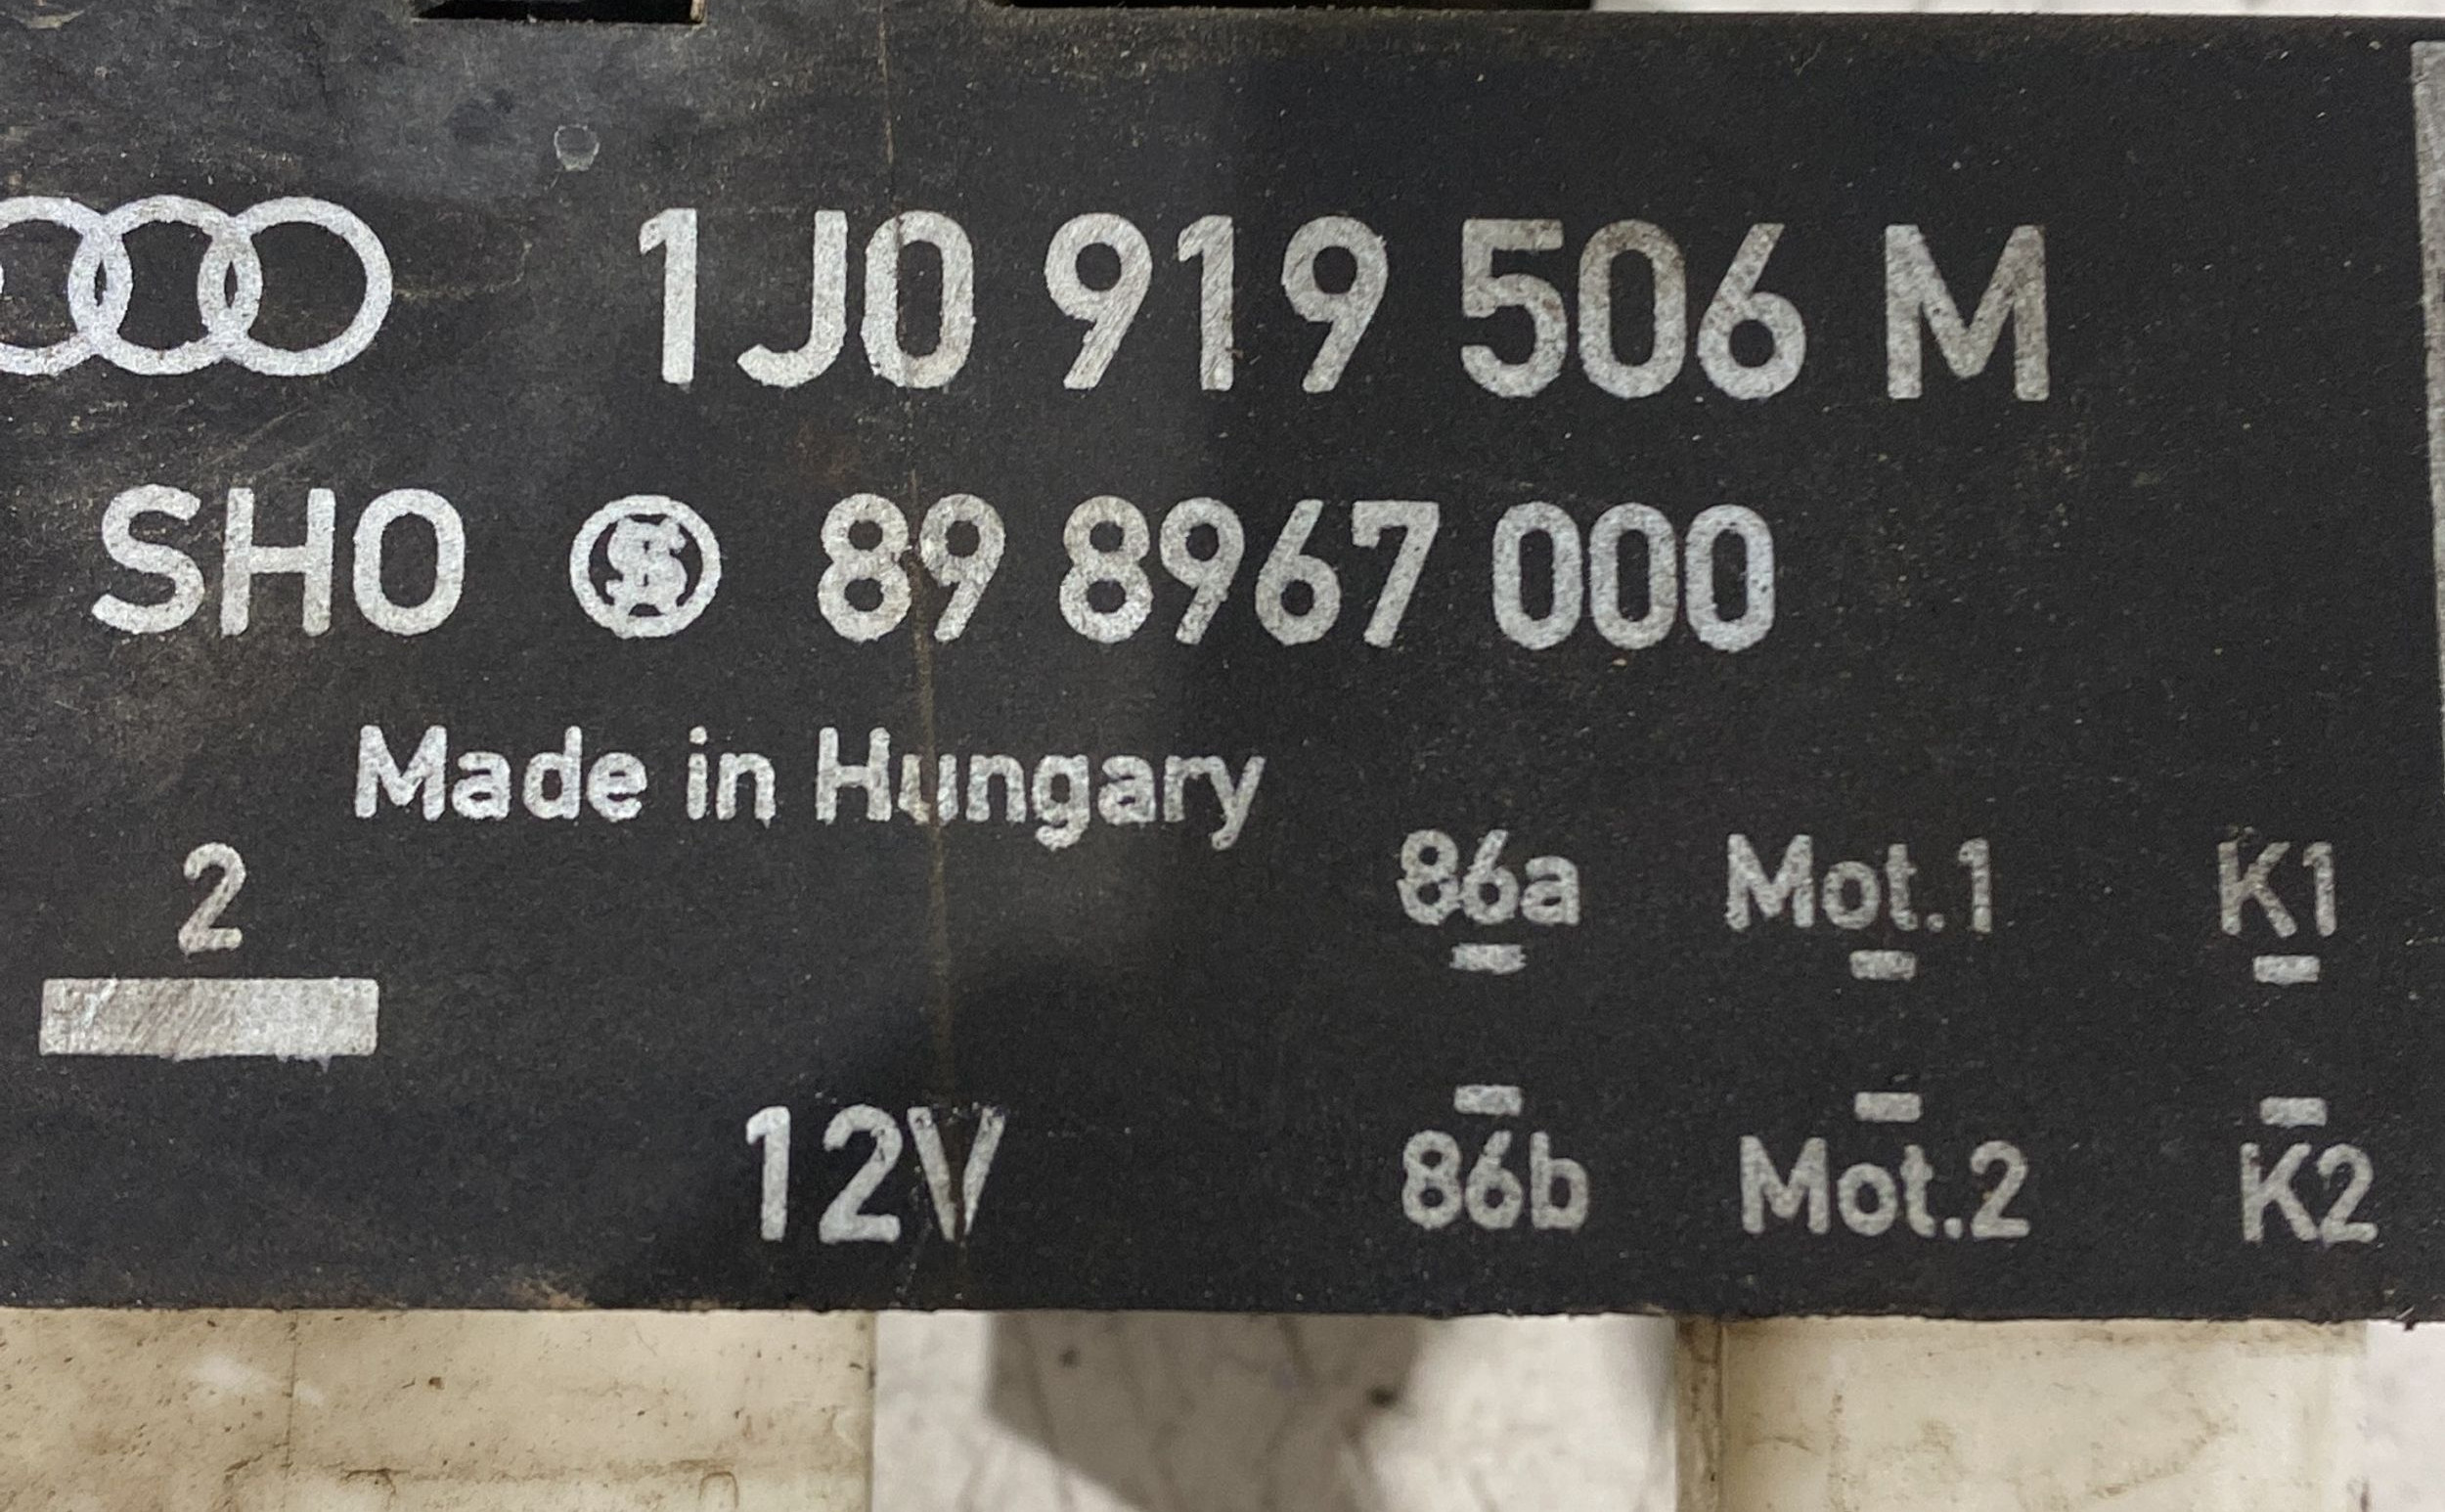 1J0 919 506 M
SHO 89 8967 000
Made in Hungary
2
86a Mot.1 K1
12V
86b Mot.2 K2